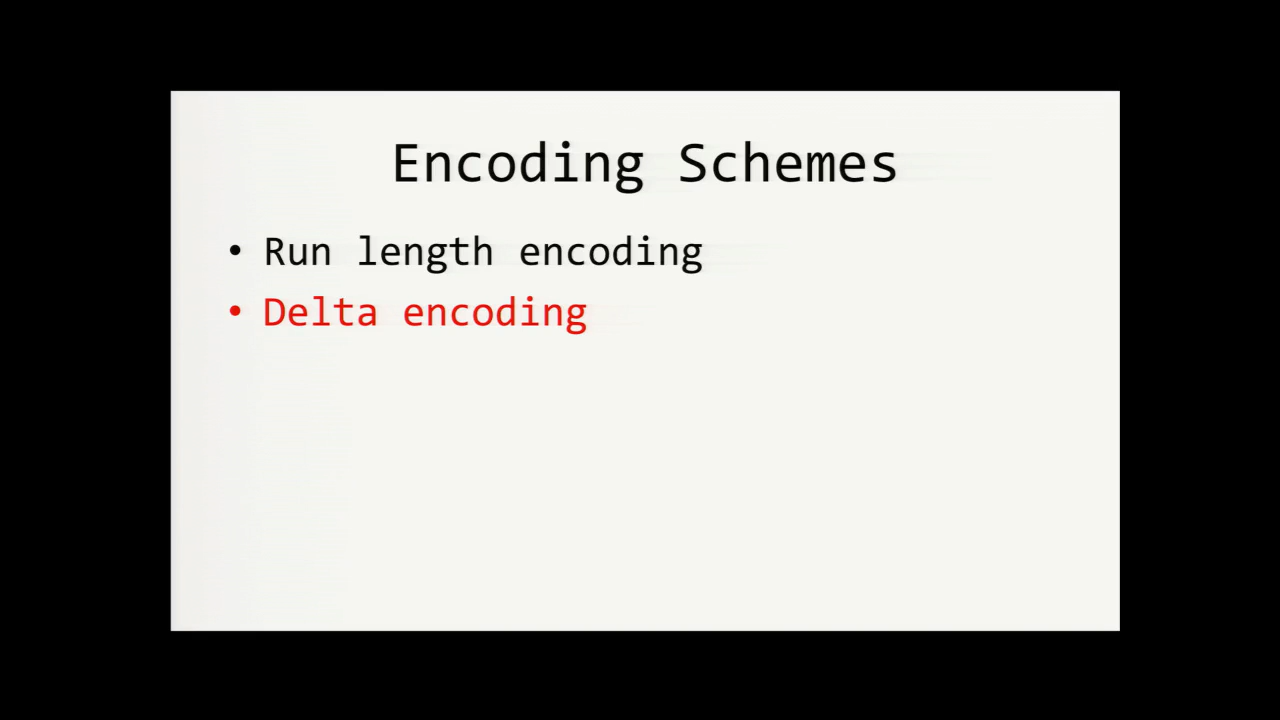 Encoding Schemes
• Run length encoding
• Delta encoding